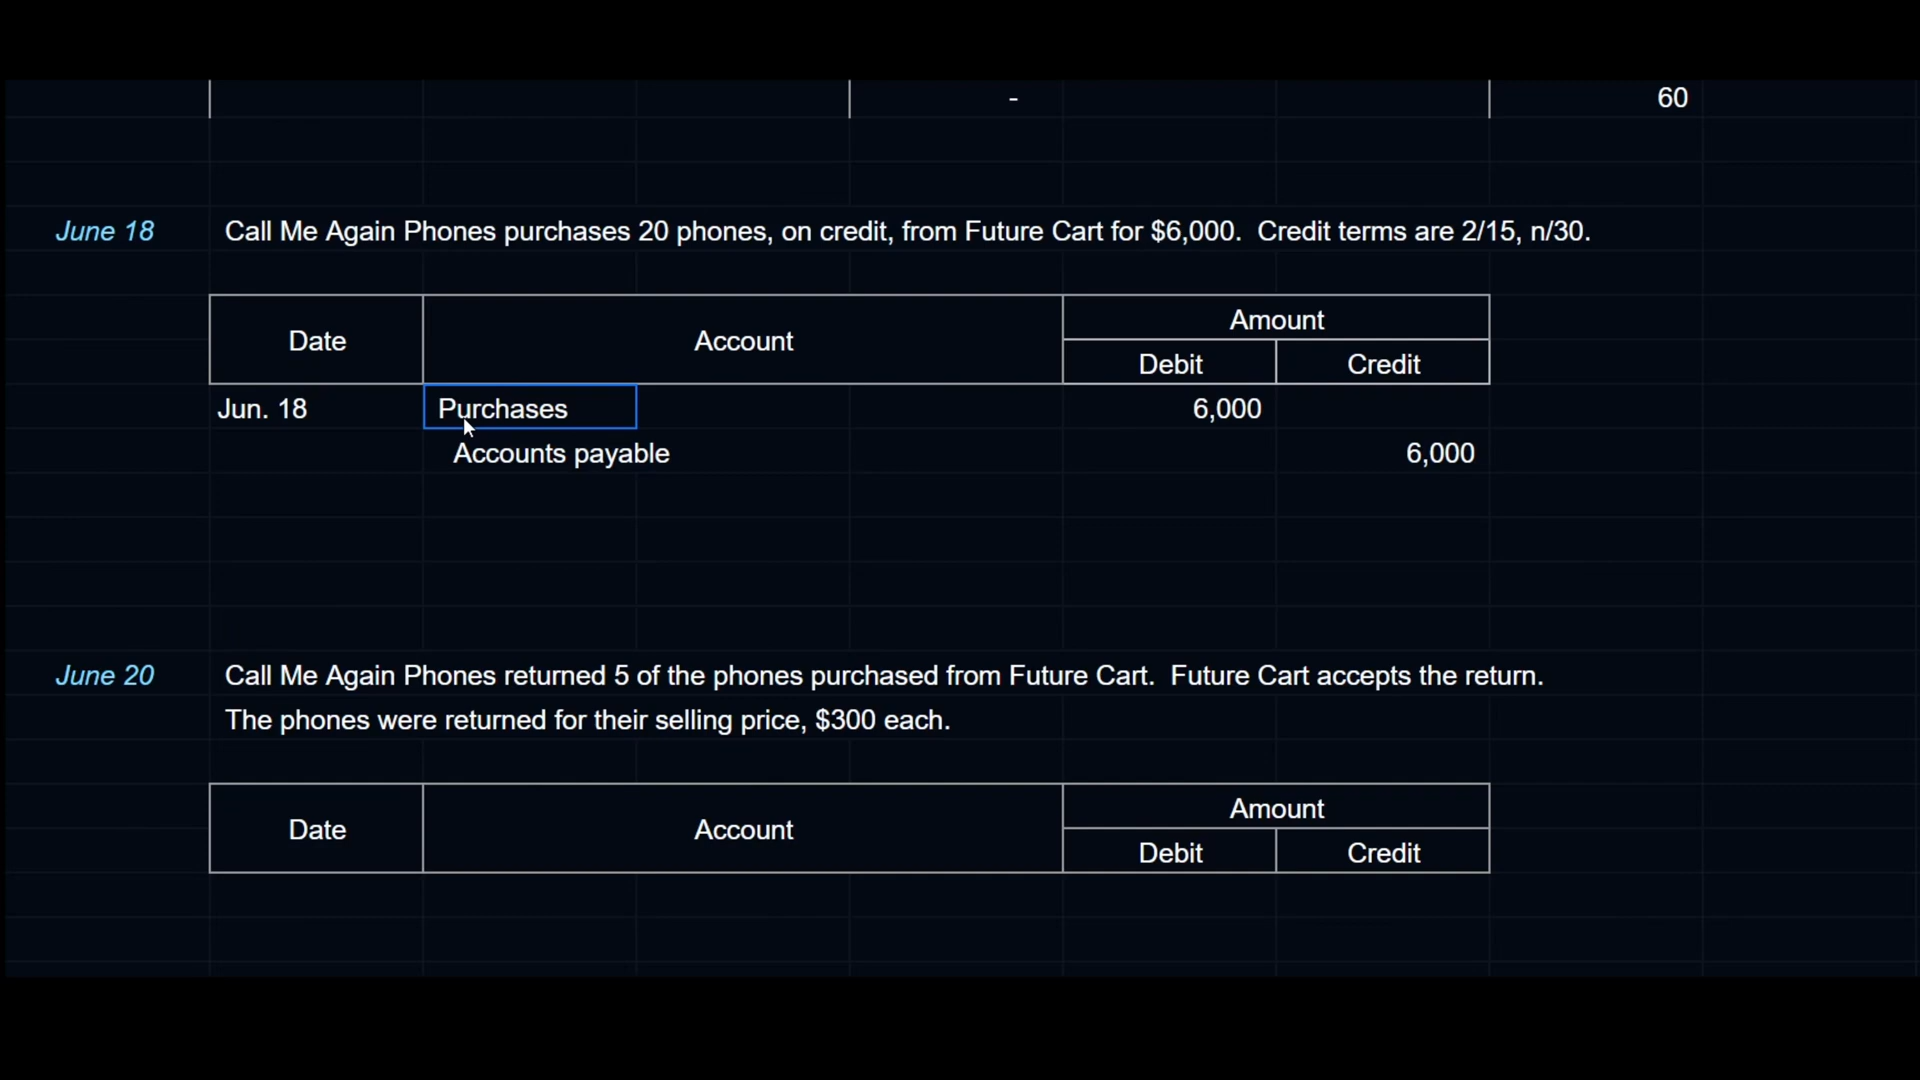 - 60
June 18 Call Me Again Phones purchases 20 phones, on credit, from Future Cart for $6,000.  Credit terms are 2/15, n/30.
Date Account Amount
Debit Credit
Jun. 18 Purchases 6,000
Accounts payable 6,000
June 20 Call Me Again Phones returned 5 of the phones purchased from Future Cart.  Future Cart accepts the return.
The phones were returned for their selling price, $300 each.
Date Account Amount
Debit Credit